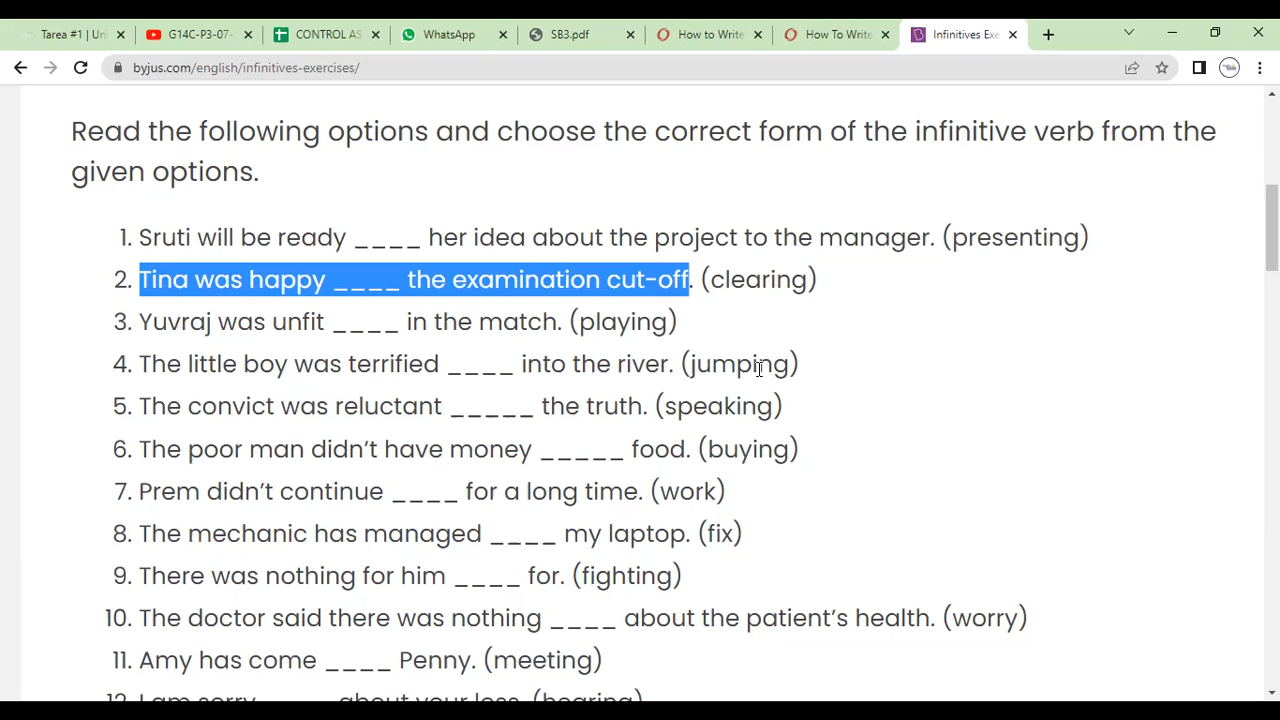 Tarea #1 | Un
G14C-P3-07-
CONTROL AS
WhatsApp
SB3.pdf
How to Write
How To Write
Infinitives Exe
byjus.com/english/infinitives-exercises/
Read the following options and choose the correct form of the infinitive verb from the
given options.
1. Sruti will be ready ____ her idea about the project to the manager. (presenting)
2. Tina was happy ____ the examination cut-off. (clearing)
3. Yuvraj was unfit ____ in the match. (playing)
4. The little boy was terrified ____ into the river. (jumping)
5. The convict was reluctant _____ the truth. (speaking)
6. The poor man didn’t have money _____ food. (buying)
7. Prem didn’t continue ____ for a long time. (work)
8. The mechanic has managed ____ my laptop. (fix)
9. There was nothing for him ____ for. (fighting)
10. The doctor said there was nothing ____ about the patient’s health. (worry)
11. Amy has come ____ Penny. (meeting)
12. I am sorry ____ about your loss. (hearing)